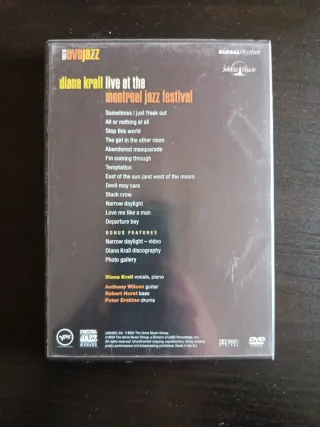 dvdjazz
GLOBALrhythm
diana krall live at the
montreal jazz festival
Sometimes I just freak out
All or nothing at all
Stop this world
The girl in the other room
Abandoned masquerade
I'm coming through
Temptation
East of the sun (and west of the moon)
Devil may care
Black crow
Narrow daylight
Love me like a man
Departure bay
BONUS FEATURES
Narrow daylight – video
Diana Krall discography
Photo gallery
Diana Krall vocals, piano
Anthony Wilson guitar
Robert Hurst bass
Peter Erskine drums
verve
JAZZ
DVD